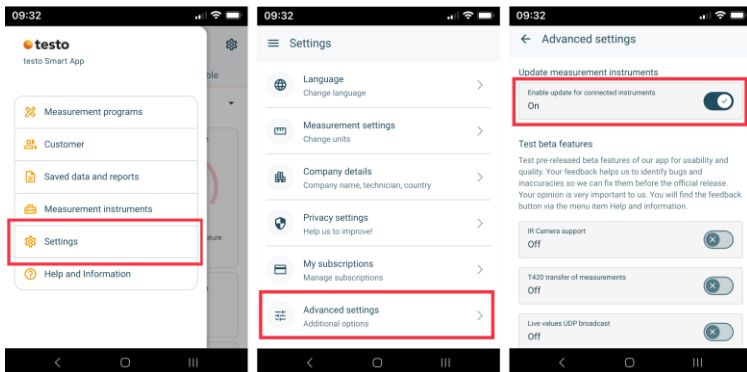 09:32
testo
testo Smart App
ble
Measurement programs
Customer
Saved data and reports
Measurement instruments
ature
Settings
Help and Information
09:32
Settings
Language
Change language
Measurement settings
Change units
Company details
Company name, technician, country
Privacy settings
Help us to improve!
My subscriptions
Manage subscriptions
Advanced settings
Additional options
09:32
Advanced settings
Update measurement instruments
Enable update for connected instruments
On
Test beta features
Test pre-released beta features of our app for usability and
quality. Your feedback helps us to identify bugs and
inaccuracies so we can fix them before the official release.
Your opinion is very important to us. You will find the feedback
button via the menu item Help and information.
IR Camera support
Off
T420 transfer of measurements
Off
Live values UDP broadcast
Off